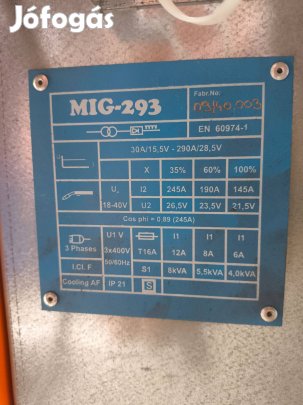 Jófogás
MIG-293
Fabr.No:
EN 60974-1
30A/15,5V - 290A/28,5V
X 35% 60% 100%
U₀ I2 245A 190A 145A
18-40V U2 26,5V 23,5V 21,5V
Cos phi = 0,89 (245A)
U1 V I1 I1 I1
3 Phases 3x400V T16A 12A 8A 6A
I.Cl. F 50/60Hz S1 8kVA 5,5kVA 4,0kVA
Cooling AF IP 21 S